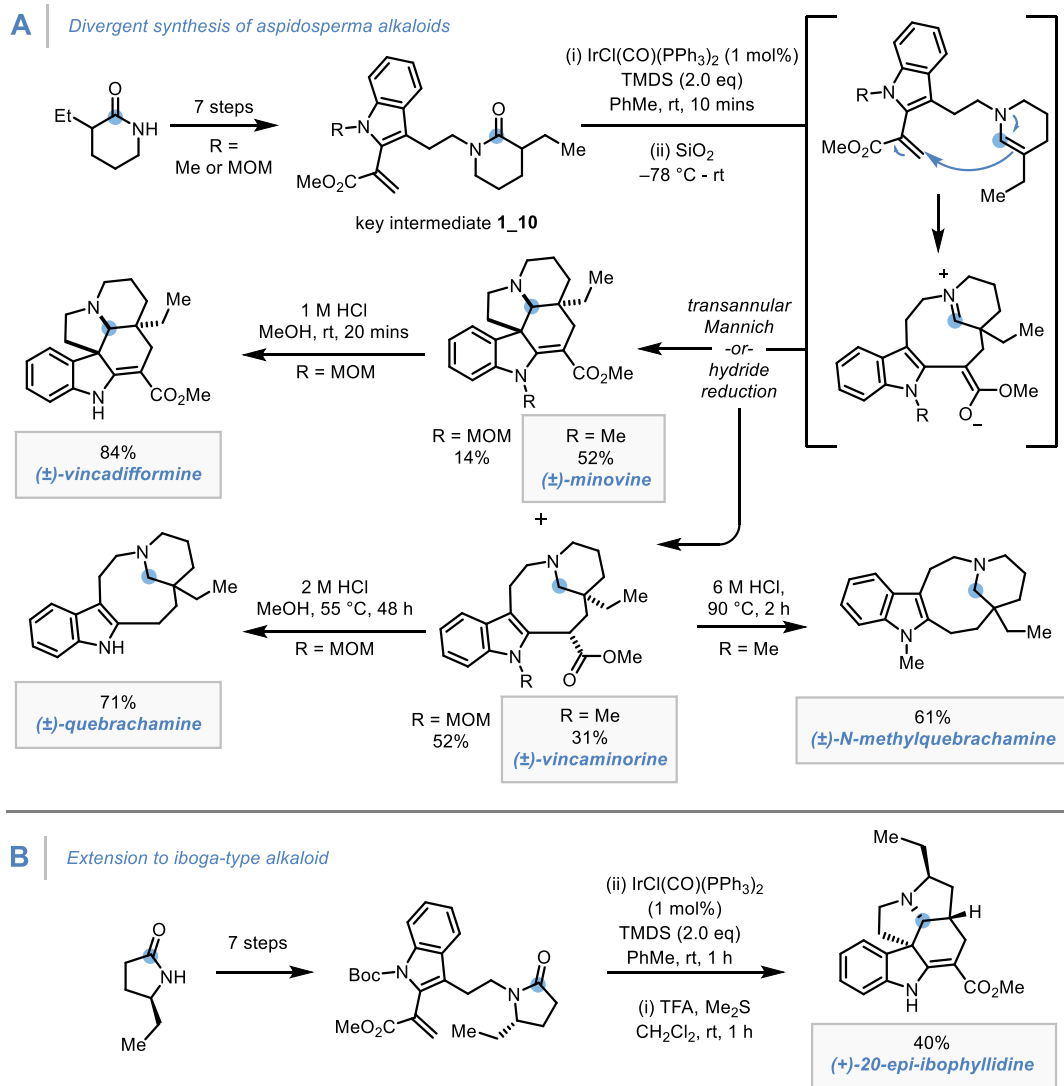 A
Divergent synthesis of aspidosperma alkaloids
O
Et
NH
7 steps
R =
Me or MOM
R
N
MeO₂C
N
O
Me
key intermediate 1_10
(i) IrCl(CO)(PPh₃)₂ (1 mol%)
TMDS (2.0 eq)
PhMe, rt, 10 mins
(ii) SiO₂
–78 °C - rt
R
N
MeO₂C
N
Me
+
N
Me
N
R
OMe
O
–
transannular
Mannich
-or-
hydride
reduction
N
Me
N
R
CO₂Me
R = MOM
14%
R = Me
52%
(±)-minovine
1 M HCl
MeOH, rt, 20 mins
R = MOM
N
Me
N
H
CO₂Me
84%
(±)-vincadifformine
+
N
Me
N
R
OMe
O
R = MOM
52%
R = Me
31%
(±)-vincaminorine
2 M HCl
MeOH, 55 °C, 48 h
R = MOM
N
Me
NH
71%
(±)-quebrachamine
6 M HCl,
90 °C, 2 h
R = Me
N
N
Me
Me
61%
(±)-N-methylquebrachamine
B
Extension to iboga-type alkaloid
O
NH
Me
7 steps
Boc
N
MeO₂C
N
O
Me
(ii) IrCl(CO)(PPh₃)₂
(1 mol%)
TMDS (2.0 eq)
PhMe, rt, 1 h
(i) TFA, Me₂S
CH₂Cl₂, rt, 1 h
Me
N
H
N
H
CO₂Me
40%
(+)-20-epi-ibophyllidine